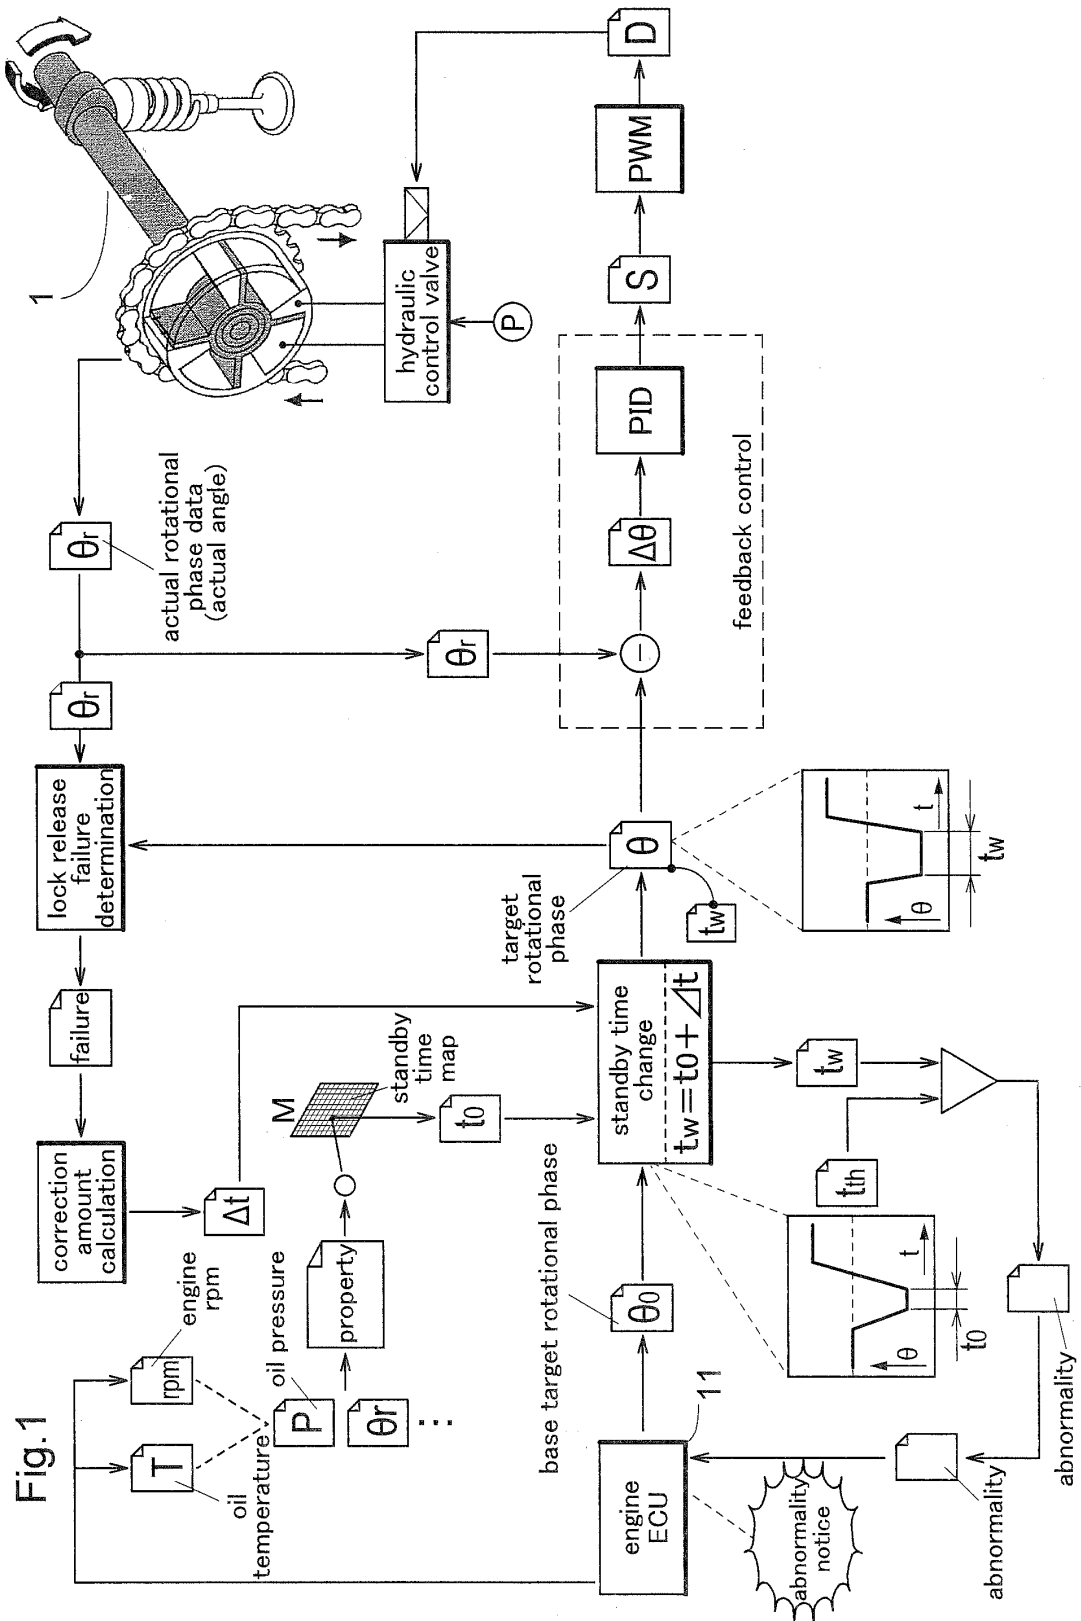 Fig.1
1
T
oil
temperature
rpm
engine
rpm
P
oil pressure
θr
⋮
property
M
standby
time
map
t0
correction
amount
calculation
Δt
failure
lock release
failure
determination
θr
θr
actual rotational
phase data
(actual angle)
θr
hydraulic
control valve
P
engine
ECU
11
base target rotational phase
θ0
standby time
change
tw=t0+Δt
target
rotational
phase
θ
tw
−
Δθ
PID
feedback control
S
PWM
D
θ
t
t0
θ
t
tw
tw
tth
abnormality
notice
abnormality
abnormality